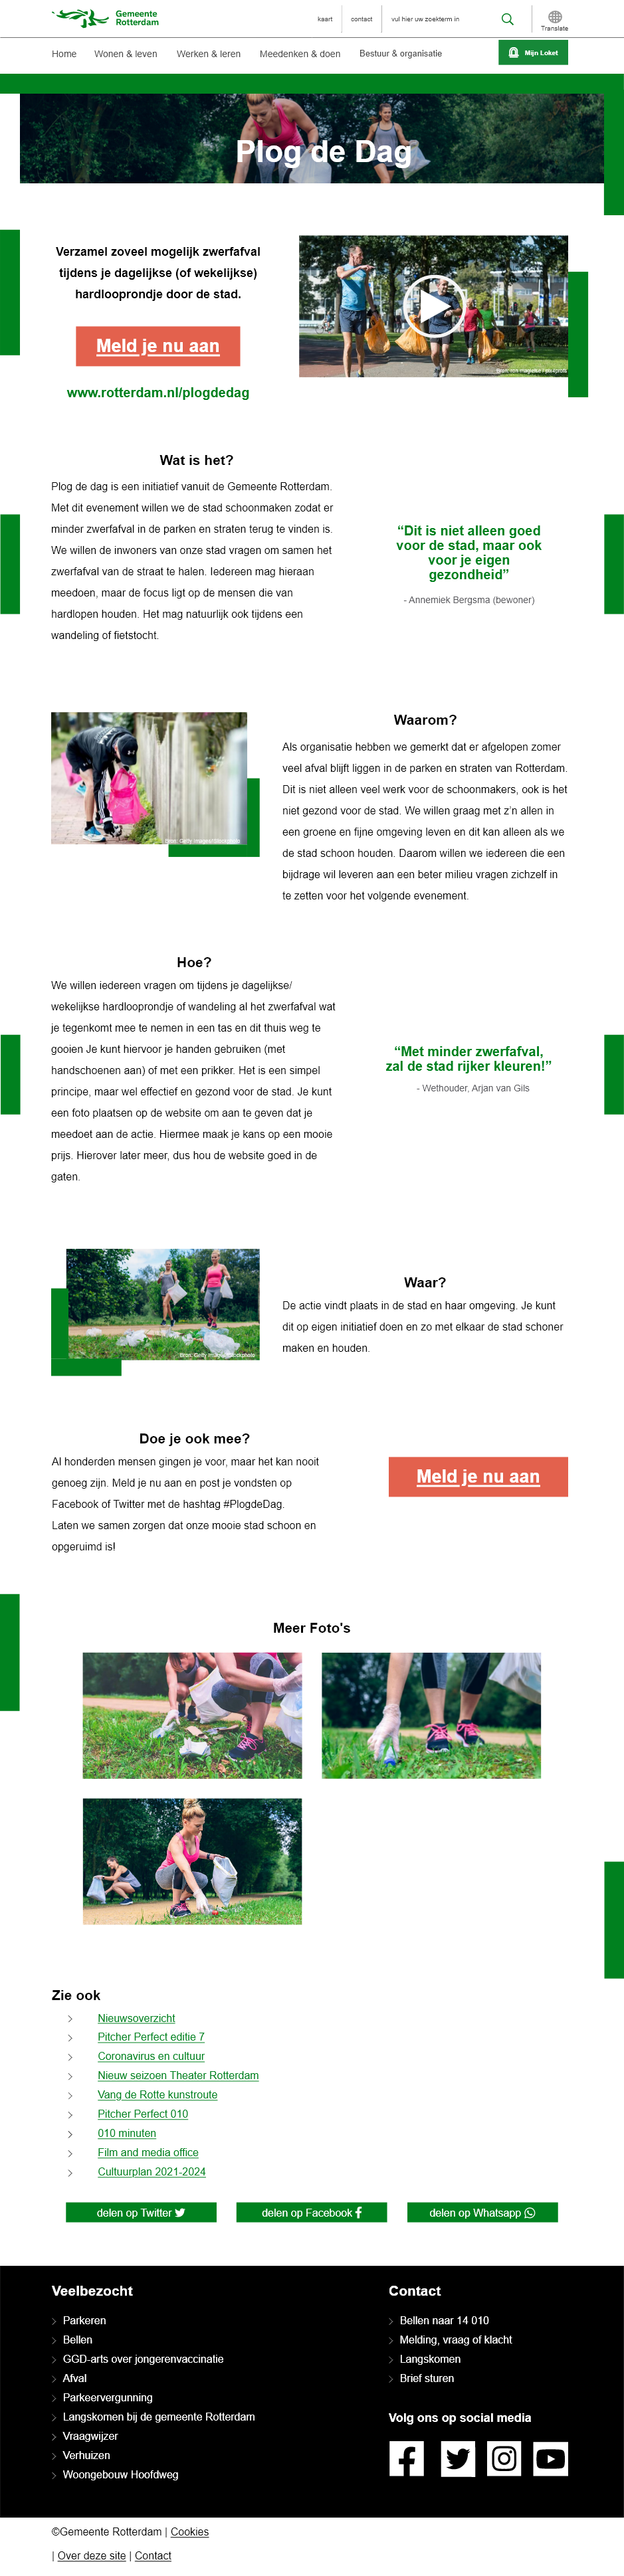 Gemeente
Rotterdam
kaart
contact
vul hier uw zoekterm in
Translate
Home
Wonen & leven
Werken & leren
Meedenken & doen
Bestuur & organisatie
Mijn Loket
Plog de Dag
Verzamel zoveel mogelijk zwerfafval
tijdens je dagelijkse (of wekelijkse)
hardlooprondje door de stad.
Meld je nu aan
www.rotterdam.nl/plogdedag
Wat is het?
Plog de dag is een initiatief vanuit de Gemeente Rotterdam.
Met dit evenement willen we de stad schoonmaken zodat er
minder zwerfafval in de parken en straten terug te vinden is.
We willen de inwoners van onze stad vragen om samen het
zwerfafval van de straat te halen. Iedereen mag hieraan
meedoen, maar de focus ligt op de mensen die van
hardlopen houden. Het mag natuurlijk ook tijdens een
wandeling of fietstocht.
“Dit is niet alleen goed
voor de stad, maar ook
voor je eigen
gezondheid”
- Annemiek Bergsma (bewoner)
Waarom?
Als organisatie hebben we gemerkt dat er afgelopen zomer
veel afval blijft liggen in de parken en straten van Rotterdam.
Dit is niet alleen veel werk voor de schoonmakers, ook is het
niet gezond voor de stad. We willen graag met z’n allen in
een groene en fijne omgeving leven en dit kan alleen als we
de stad schoon houden. Daarom willen we iedereen die een
bijdrage wil leveren aan een beter milieu vragen zichzelf in
te zetten voor het volgende evenement.
Bron: Getty Images/iStockphoto
Hoe?
We willen iedereen vragen om tijdens je dagelijkse/
wekelijkse hardlooprondje of wandeling al het zwerfafval wat
je tegenkomt mee te nemen in een tas en dit thuis weg te
gooien Je kunt hiervoor je handen gebruiken (met
handschoenen aan) of met een prikker. Het is een simpel
principe, maar wel effectief en gezond voor de stad. Je kunt
een foto plaatsen op de website om aan te geven dat je
meedoet aan de actie. Hiermee maak je kans op een mooie
prijs. Hierover later meer, dus hou de website goed in de
gaten.
“Met minder zwerfafval,
zal de stad rijker kleuren!”
- Wethouder, Arjan van Gils
Bron: Getty Images/iStockphoto
Waar?
De actie vindt plaats in de stad en haar omgeving. Je kunt
dit op eigen initiatief doen en zo met elkaar de stad schoner
maken en houden.
Doe je ook mee?
Al honderden mensen gingen je voor, maar het kan nooit
genoeg zijn. Meld je nu aan en post je vondsten op
Facebook of Twitter met de hashtag #PlogdeDag.
Laten we samen zorgen dat onze mooie stad schoon en
opgeruimd is!
Meld je nu aan
Meer Foto's
Zie ook
Nieuwsoverzicht
Pitcher Perfect editie 7
Coronavirus en cultuur
Nieuw seizoen Theater Rotterdam
Vang de Rotte kunstroute
Pitcher Perfect 010
010 minuten
Film and media office
Cultuurplan 2021-2024
delen op Twitter
delen op Facebook
delen op Whatsapp
Veelbezocht
Parkeren
Bellen
GGD-arts over jongerenvaccinatie
Afval
Parkeervergunning
Langskomen bij de gemeente Rotterdam
Vraagwijzer
Verhuizen
Woongebouw Hoofdweg
Contact
Bellen naar 14 010
Melding, vraag of klacht
Langskomen
Brief sturen
Volg ons op social media
©Gemeente Rotterdam | Cookies
| Over deze site | Contact